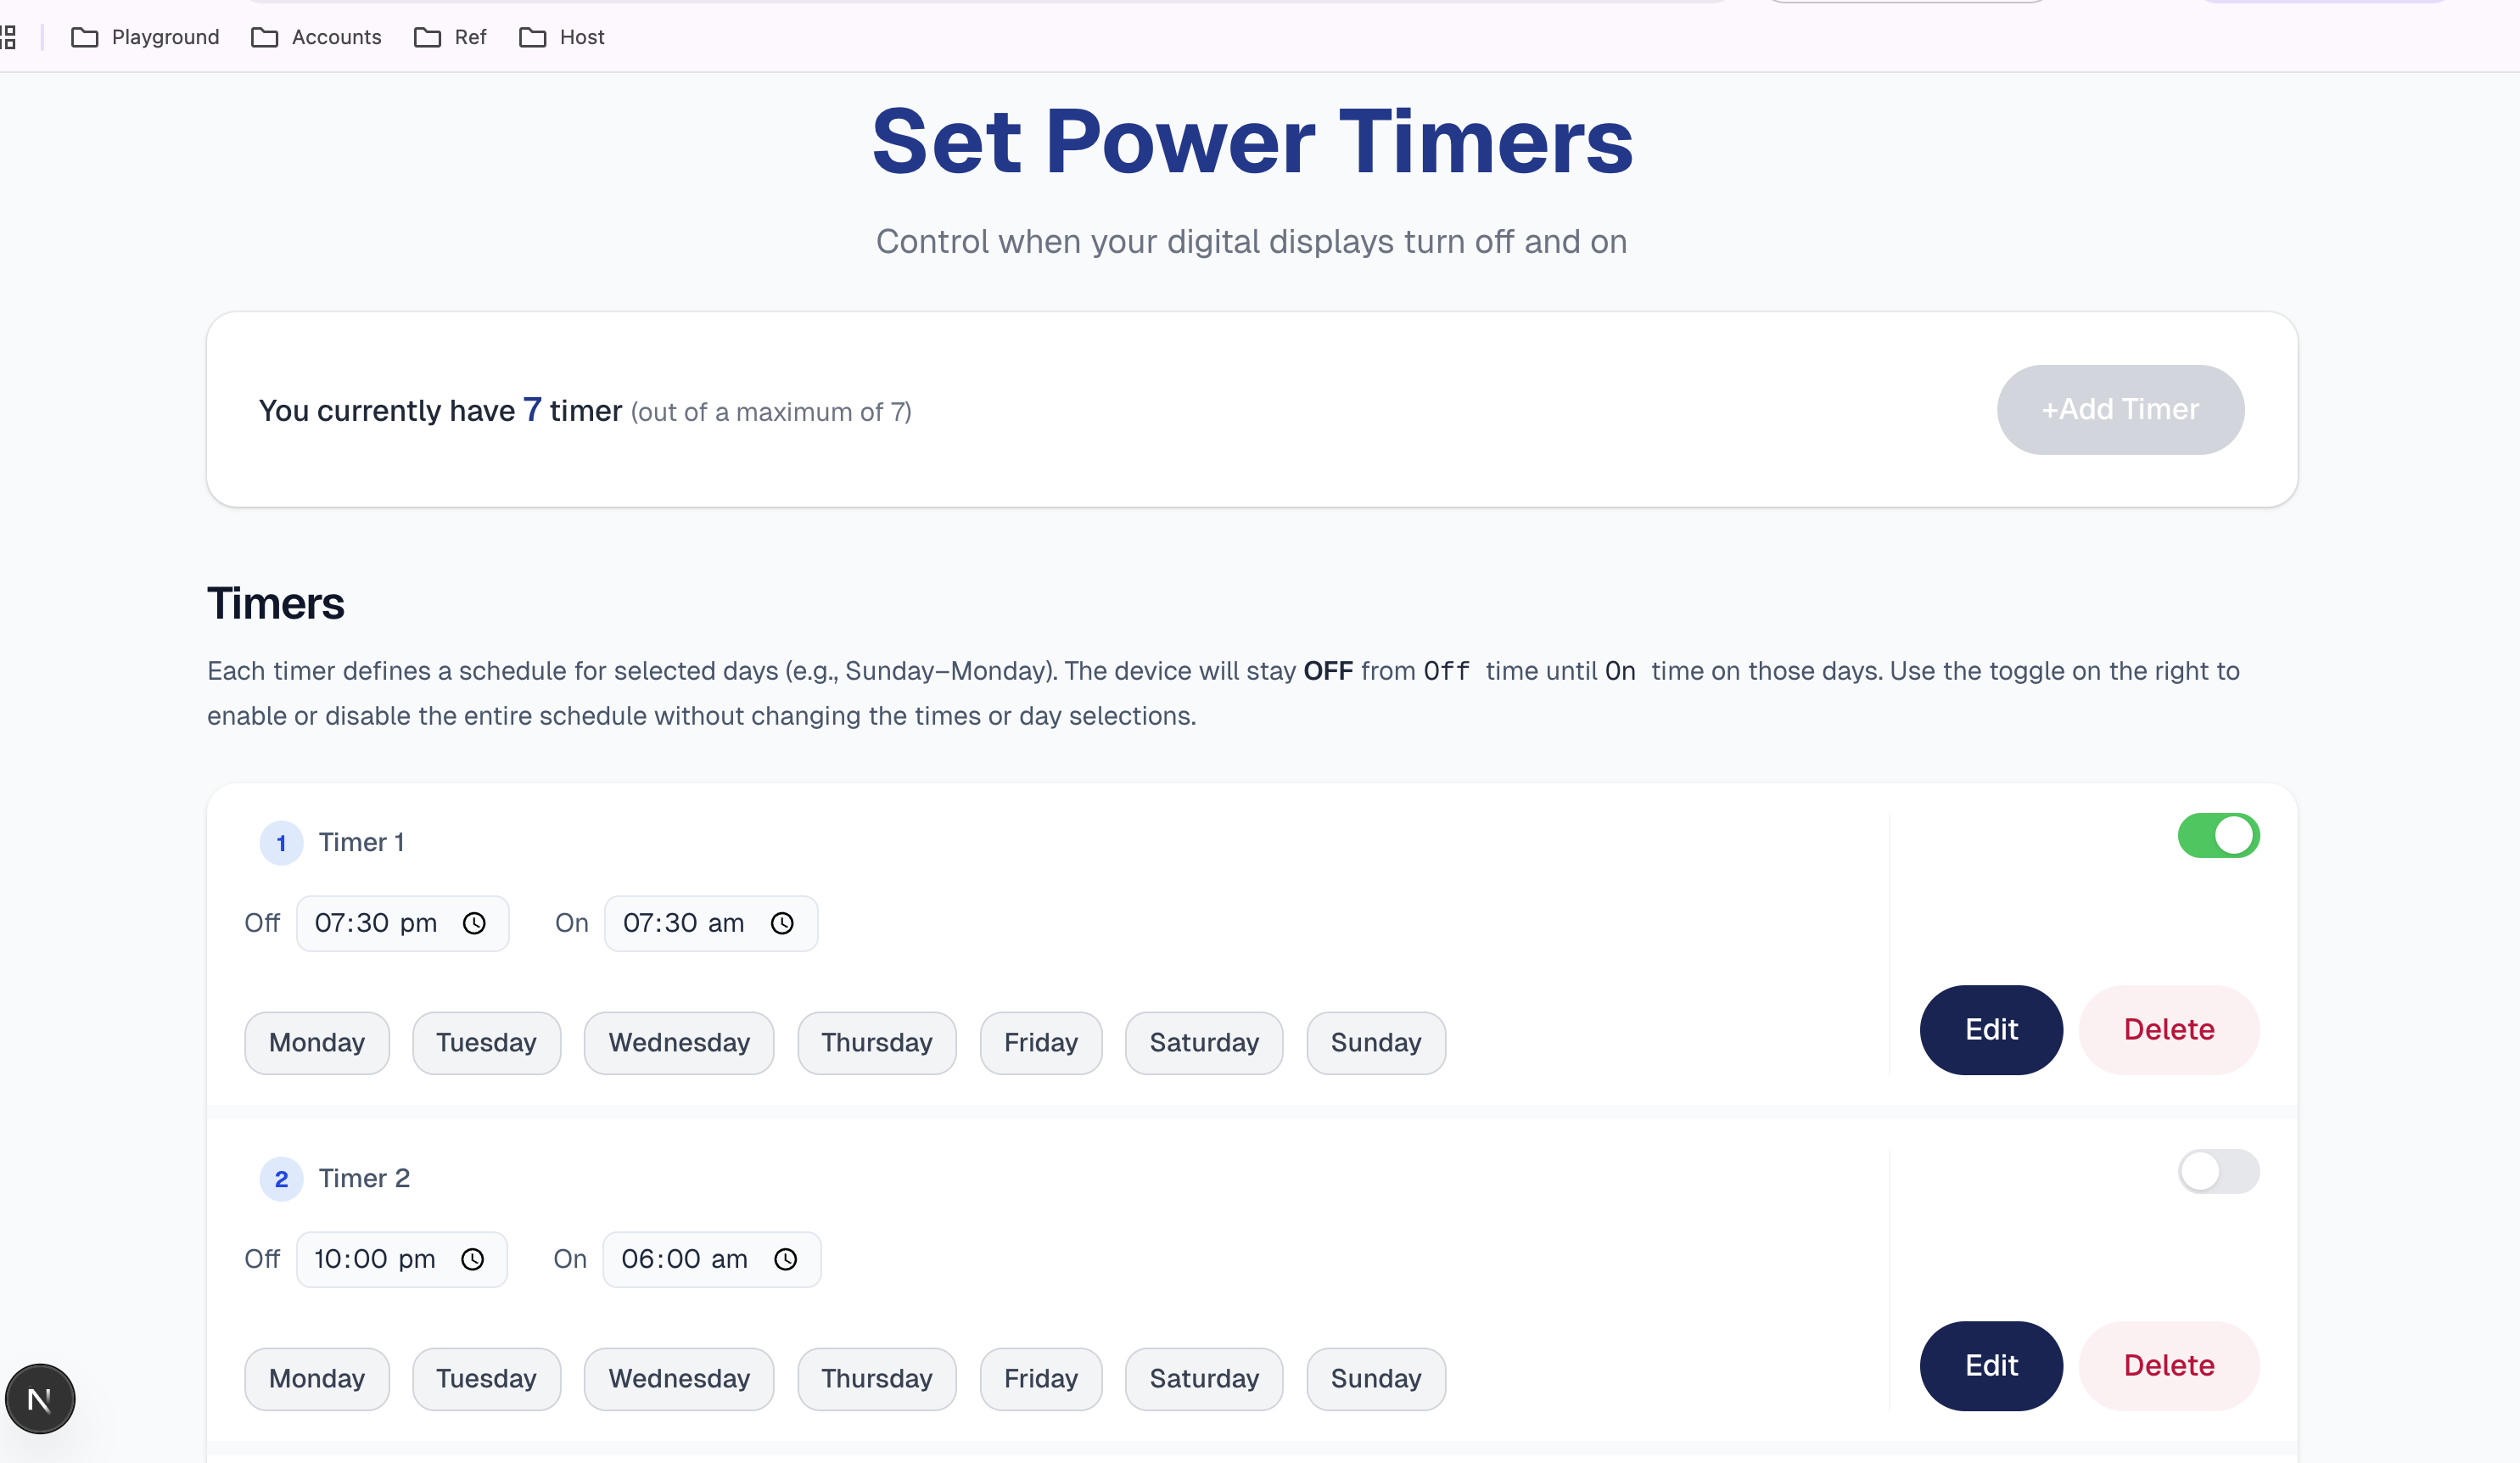 Playground Accounts Ref Host
Set Power Timers
Control when your digital displays turn off and on
You currently have 7 timer (out of a maximum of 7)
+Add Timer
Timers
Each timer defines a schedule for selected days (e.g., Sunday–Monday). The device will stay OFF from Off time until On time on those days. Use the toggle on the right to
enable or disable the entire schedule without changing the times or day selections.
1 Timer 1
Off 07:30 pm On 07:30 am
Monday Tuesday Wednesday Thursday Friday Saturday Sunday
Edit Delete
2 Timer 2
Off 10:00 pm On 06:00 am
Monday Tuesday Wednesday Thursday Friday Saturday Sunday
Edit Delete
N